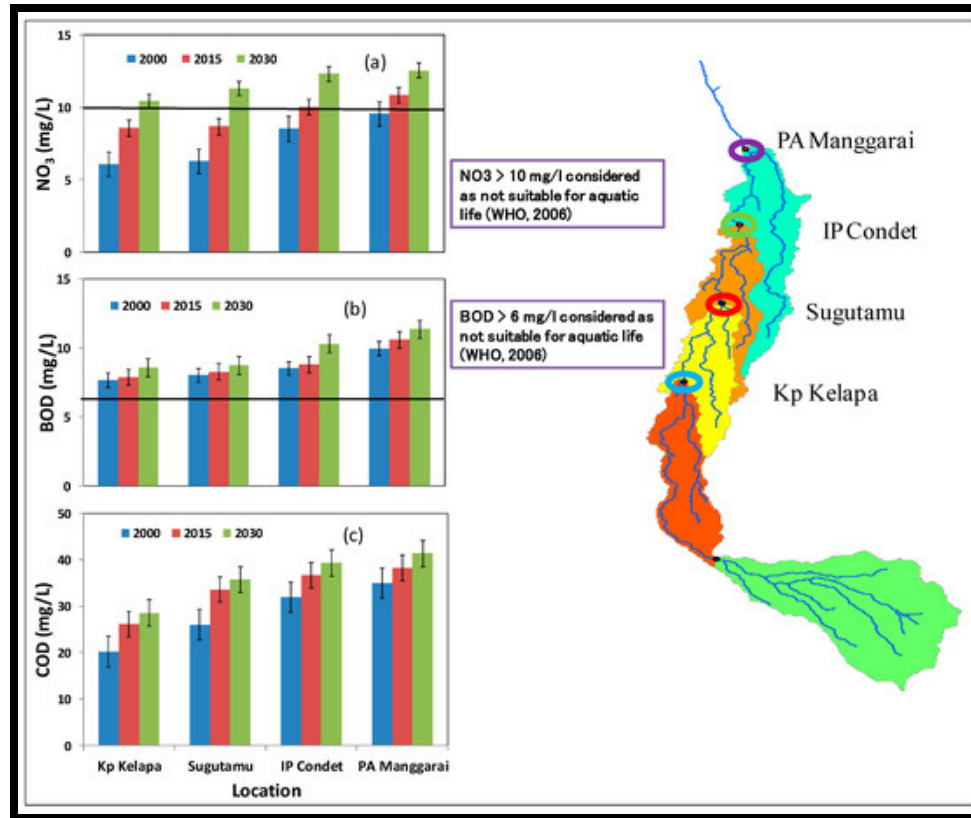 15
10
5
0
NO3 (mg/L)
2000 2015 2030
(a)
NO3 > 10 mg/l considered
as not suitable for aquatic
life (WHO, 2006)
15
10
5
0
BOD (mg/L)
2000 2015 2030
(b)
BOD > 6 mg/l considered as
not suitable for aquatic life
(WHO, 2006)
50
40
30
20
10
0
COD (mg/L)
2000 2015 2030
(c)
Kp Kelapa Sugutamu IP Condet PA Manggarai
Location
PA Manggarai
IP Condet
Sugutamu
Kp Kelapa